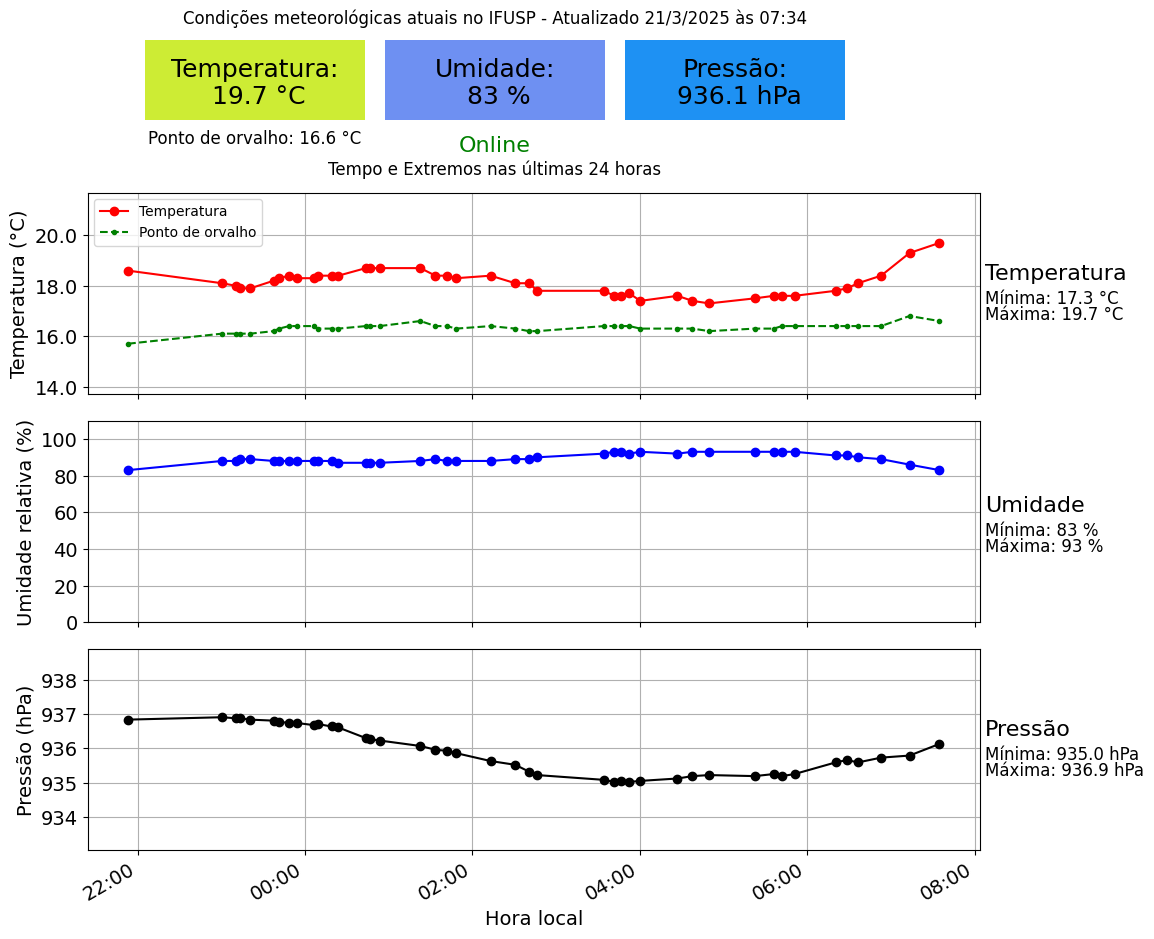 Condições meteorológicas atuais no IFUSP - Atualizado 21/3/2025 às 07:34
Temperatura:
19.7 °C
Umidade:
83 %
Pressão:
936.1 hPa
Ponto de orvalho: 16.6 °C
Online
Tempo e Extremos nas últimas 24 horas
Temperatura (°C)
20.0
18.0
16.0
14.0
Temperatura
Ponto de orvalho
Temperatura
Mínima: 17.3 °C
Máxima: 19.7 °C
Umidade relativa (%)
100
80
60
40
20
0
Umidade
Mínima: 83 %
Máxima: 93 %
Pressão (hPa)
938
937
936
935
934
Pressão
Mínima: 935.0 hPa
Máxima: 936.9 hPa
22:00
00:00
02:00
04:00
06:00
08:00
Hora local